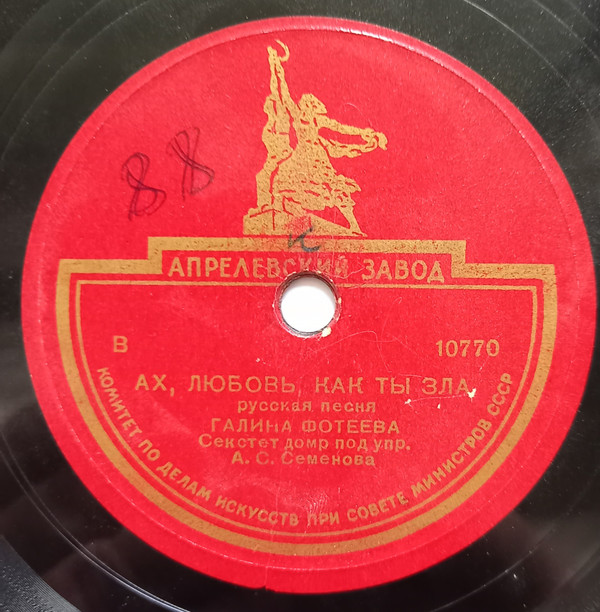 88
к
АПРЕЛЕВСКИЙ ЗАВОД
В 10770
АХ, ЛЮБОВЬ, КАК ТЫ ЗЛА
русская песня
ГАЛИНА ФОТЕЕВА
Секстет домр под упр.
А. С. Семенова
КОМИТЕТ ПО ДЕЛАМ ИСКУССТВ ПРИ СОВЕТЕ МИНИСТРОВ СССР